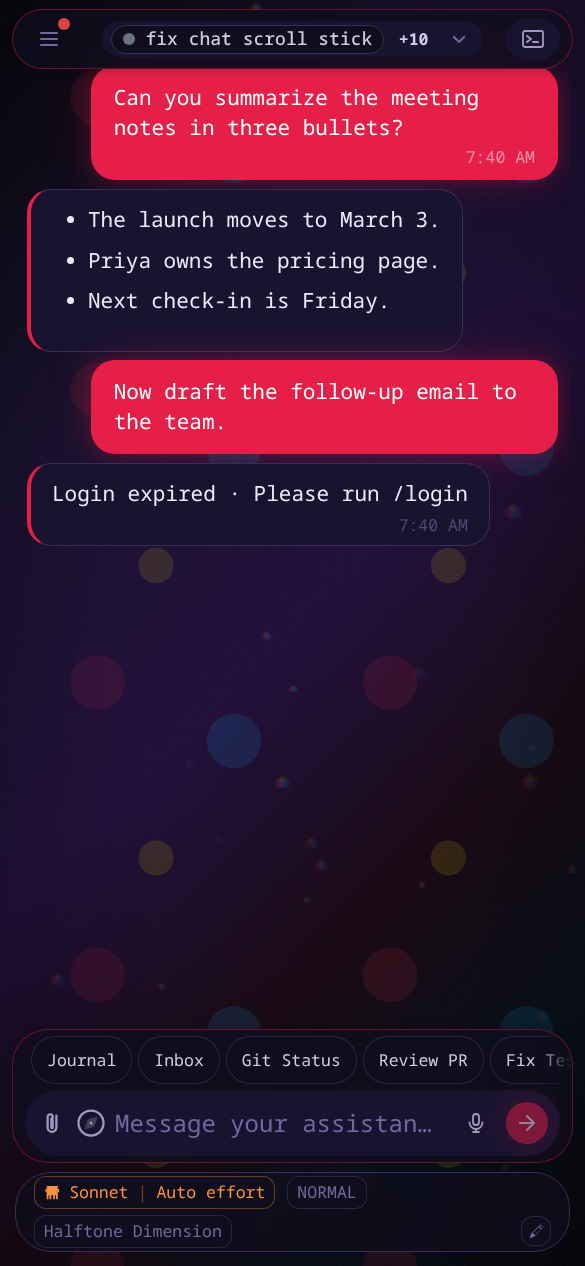 fix chat scroll stick +10
Can you summarize the meeting
notes in three bullets?
7:40 AM
• The launch moves to March 3.
• Priya owns the pricing page.
• Next check-in is Friday.
Now draft the follow-up email to
the team.
Login expired · Please run /login
7:40 AM
Journal Inbox Git Status Review PR Fix Tes
Message your assistan…
Sonnet | Auto effort NORMAL
Halftone Dimension